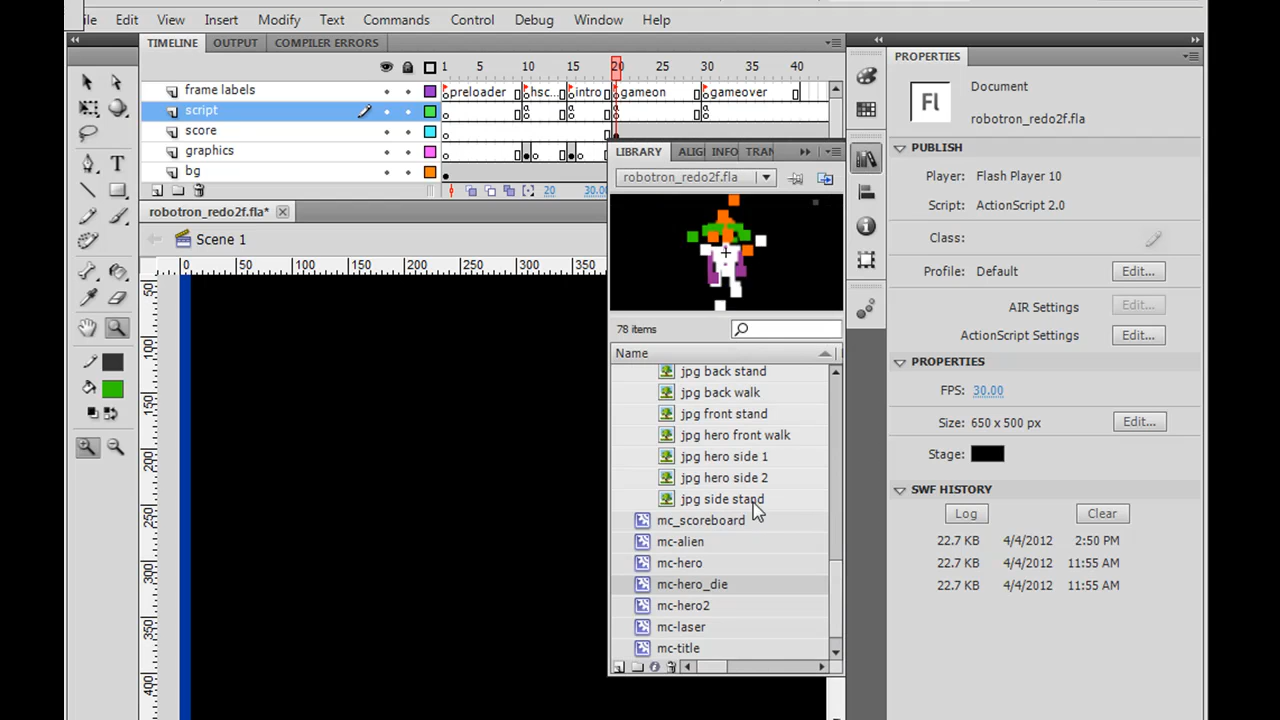 ile Edit View Insert Modify Text Commands Control Debug Window Help
TIMELINE OUTPUT COMPILER ERRORS
1 5 10 15 20 25 30 35 40
frame labels preloader hsc... intro gameon gameover
script
score
graphics
bg
20 30.00
robotron_redo2f.fla*
Scene 1
0 50 100 150 200 250 300 350
50
100
150
200
250
300
350
400
LIBRARY ALIG INFO TRAN
robotron_redo2f.fla
78 items
Name
jpg back stand
jpg back walk
jpg front stand
jpg hero front walk
jpg hero side 1
jpg hero side 2
jpg side stand
mc_scoreboard
mc-alien
mc-hero
mc-hero_die
mc-hero2
mc-laser
mc-title
PROPERTIES
Fl
Document
robotron_redo2f.fla
PUBLISH
Player: Flash Player 10
Script: ActionScript 2.0
Class:
Profile: Default Edit...
AIR Settings Edit...
ActionScript Settings Edit...
PROPERTIES
FPS: 30.00
Size: 650 x 500 px Edit...
Stage:
SWF HISTORY
Log Clear
22.7 KB 4/4/2012 2:50 PM
22.7 KB 4/4/2012 11:55 AM
22.7 KB 4/4/2012 11:55 AM